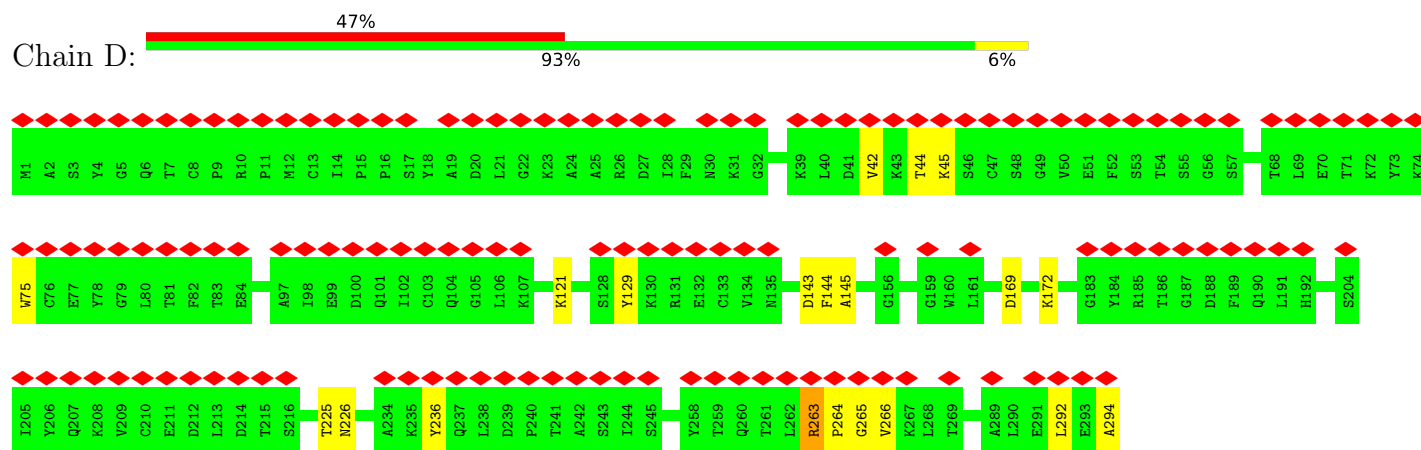 47%
Chain D:
93% 6%
M1 A2 S3 Y4 G5 Q6 T7 C8 P9 R10 P11 M12 C13 I14 P15 P16 S17 Y18 A19 D20 L21 G22 K23 A24 A25 R26 D27 I28 F29 N30 K31 G32 K39 L40 D41 V42 K43 T44 K45 S46 C47 S48 G49 V50 E51 F52 S53 T54 S55 G56 S57 T68 L69 E70 T71 K72 Y73 K74
W75 C76 E77 Y78 G79 L80 T81 F82 T83 E84 A97 I98 E99 D100 Q101 I102 C103 Q104 G105 L106 K107 K121 S128 Y129 K130 R131 E132 C133 V134 N135 D143 F144 A145 G156 G159 W160 L161 D169 K172 G183 Y184 R185 T186 G187 D188 F189 Q190 L191 H192 S204
I205 Y206 Q207 K208 V209 C210 E211 D212 L213 D214 T215 S216 T225 N226 A234 K235 Y236 Q237 L238 D239 P240 T241 A242 S243 I244 S245 Y258 T259 Q260 T261 L262 R263 P264 G265 V266 K267 L268 T269 A289 L290 E291 L292 E293 A294